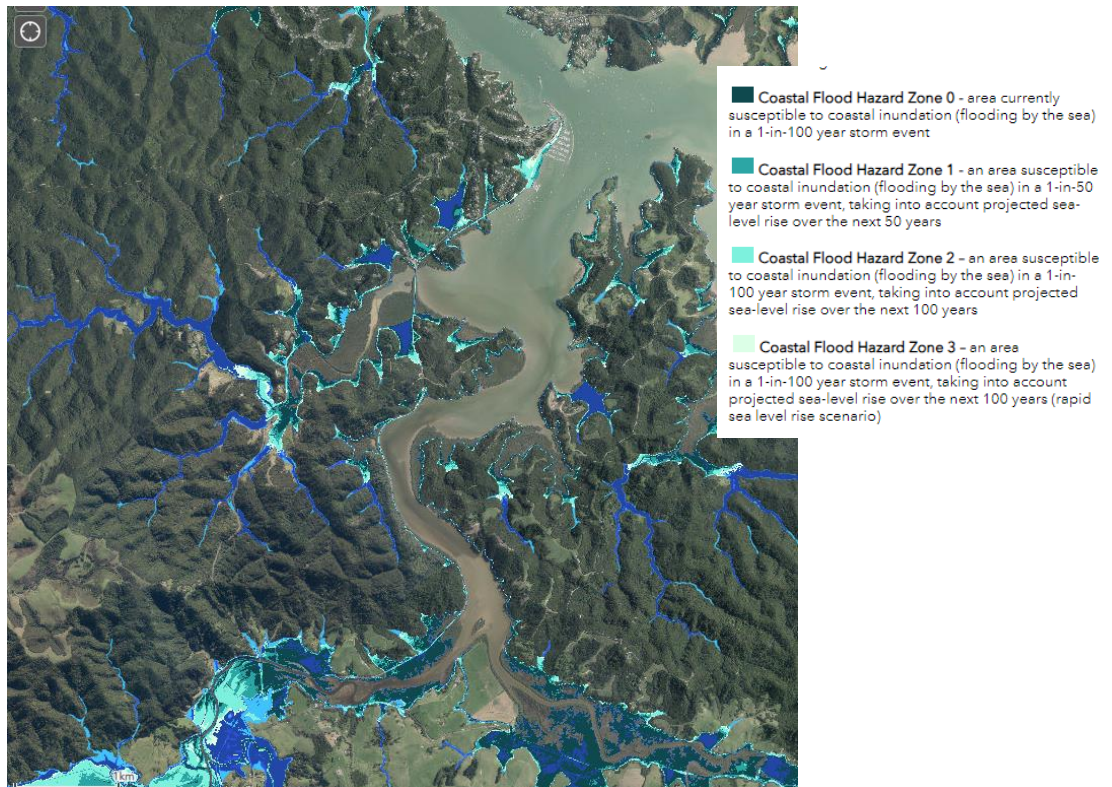 Coastal Flood Hazard Zone 0 - area currently
susceptible to coastal inundation (flooding by the sea)
in a 1-in-100 year storm event
Coastal Flood Hazard Zone 1 - an area susceptible
to coastal inundation (flooding by the sea) in a 1-in-50
year storm event, taking into account projected sea-
level rise over the next 50 years
Coastal Flood Hazard Zone 2 – an area susceptible
to coastal inundation (flooding by the sea) in a 1-in-
100 year storm event, taking into account projected
sea-level rise over the next 100 years
Coastal Flood Hazard Zone 3 – an area
susceptible to coastal inundation (flooding by the sea)
in a 1-in-100 year storm event, taking into account
projected sea-level rise over the next 100 years (rapid
sea level rise scenario)
1km